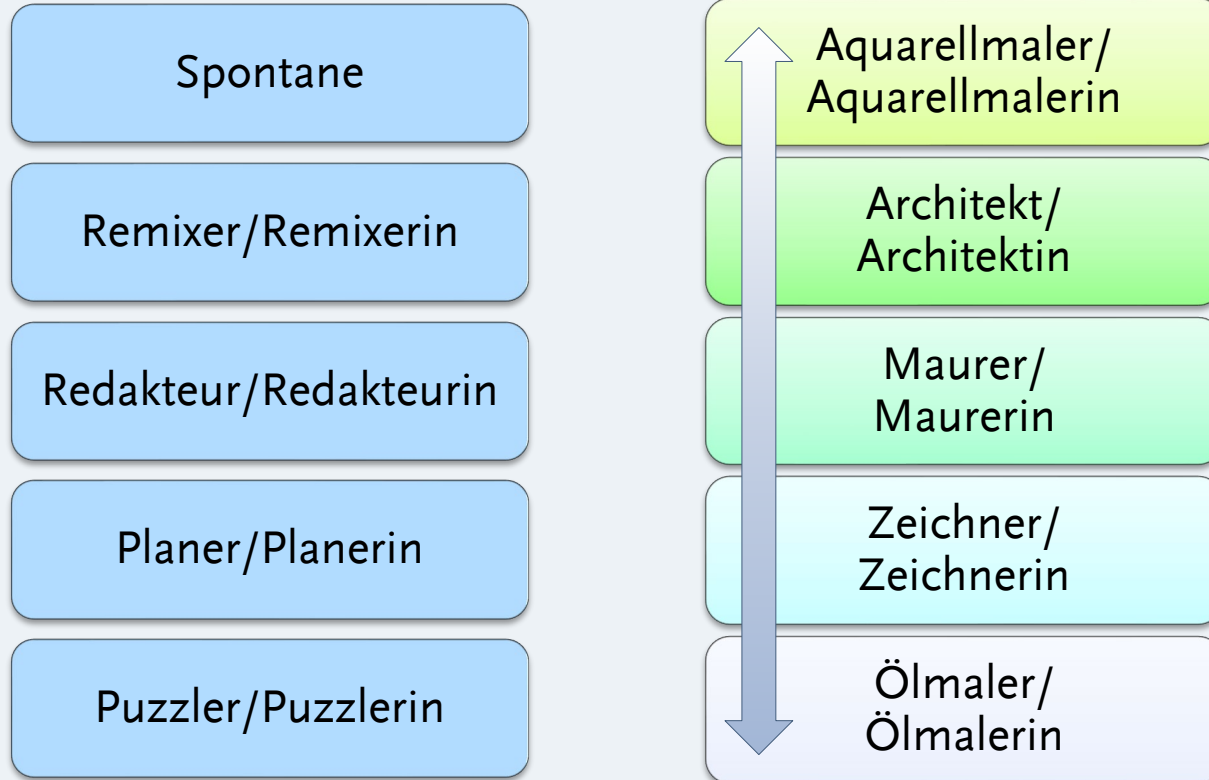 Spontane
Remixer/Remixerin
Redakteur/Redakteurin
Planer/Planerin
Puzzler/Puzzlerin
Aquarellmaler/
Aquarellmalerin
Architekt/
Architektin
Maurer/
Maurerin
Zeichner/
Zeichnerin
Ölmaler/
Ölmalerin